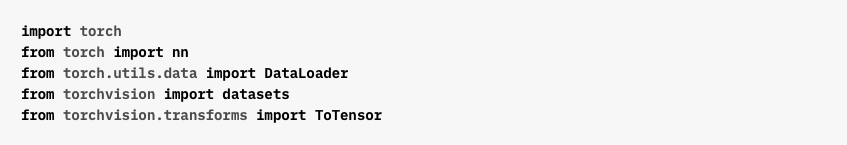 import torch
from torch import nn
from torch.utils.data import DataLoader
from torchvision import datasets
from torchvision.transforms import ToTensor